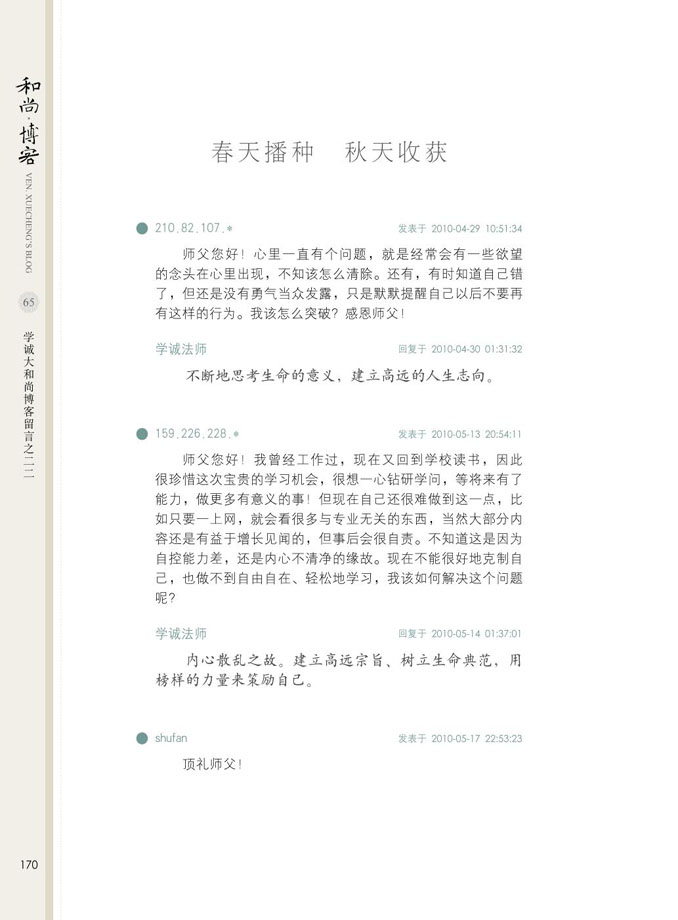 和尚·博客
VEN. XUECHENG'S BLOG
65
学诚大和尚博客留言之二二
170
春天播种　秋天收获
210.82.107.*　发表于 2010-04-29 10:51:34
师父您好！心里一直有个问题，就是经常会有一些欲望
的念头在心里出现，不知该怎么清除。还有，有时知道自己错
了，但还是没有勇气当众发露，只是默默提醒自己以后不要再
有这样的行为。我该怎么突破？感恩师父！
学诚法师　回复于 2010-04-30 01:31:32
不断地思考生命的意义，建立高远的人生志向。
159.226.228.*　发表于 2010-05-13 20:54:11
师父您好！我曾经工作过，现在又回到学校读书，因此
很珍惜这次宝贵的学习机会，很想一心钻研学问，等将来有了
能力，做更多有意义的事！但现在自己还很难做到这一点，比
如只要一上网，就会看很多与专业无关的东西，当然大部分内
容还是有益于增长见闻的，但事后会很自责。不知道这是因为
自控能力差，还是内心不清净的缘故。现在不能很好地克制自
己，也做不到自由自在、轻松地学习，我该如何解决这个问题
呢？
学诚法师　回复于 2010-05-14 01:37:01
内心散乱之故。建立高远宗旨、树立生命典范，用
榜样的力量来策励自己。
shufan　发表于 2010-05-17 22:53:23
顶礼师父！